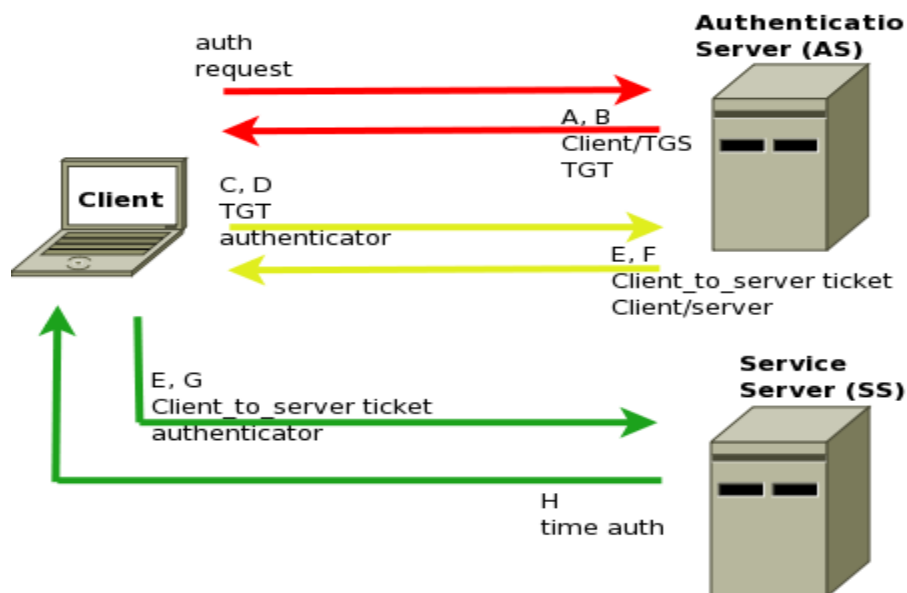 Authenticatio
Server (AS)
auth
request
A, B
Client/TGS
TGT
Client
C, D
TGT
authenticator
E, F
Client_to_server ticket
Client/server
Service
Server (SS)
E, G
Client_to_server ticket
authenticator
H
time auth